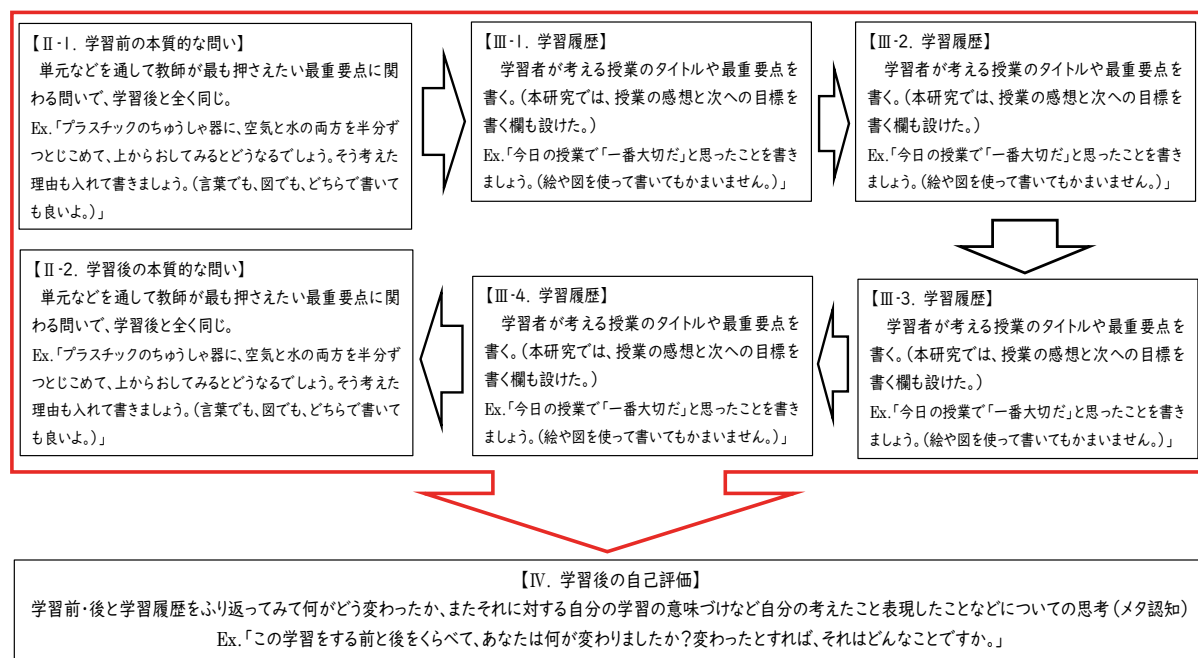 【Ⅱ-1. 学習前の本質的な問い】
単元などを通して教師が最も押さえたい最重要点に関
わる問いで、学習後と全く同じ。
Ex.「プラスチックのちゅうしゃ器に、空気と水の両方を半分ず
つとじこめて、上からおしてみるとどうなるでしょう。そう考えた
理由も入れて書きましょう。(言葉でも、図でも、どちらで書いて
も良いよ。)」
【Ⅲ-1. 学習履歴】
学習者が考える授業のタイトルや最重要点を
書く。(本研究では、授業の感想と次への目標を
書く欄も設けた。)
Ex.「今日の授業で「一番大切だ」と思ったことを書き
ましょう。(絵や図を使って書いてもかまいません。)」
【Ⅲ-2. 学習履歴】
学習者が考える授業のタイトルや最重要点を
書く。(本研究では、授業の感想と次への目標を
書く欄も設けた。)
Ex.「今日の授業で「一番大切だ」と思ったことを書き
ましょう。(絵や図を使って書いてもかまいません。)」
【Ⅲ-3. 学習履歴】
学習者が考える授業のタイトルや最重要点を
書く。(本研究では、授業の感想と次への目標を
書く欄も設けた。)
Ex.「今日の授業で「一番大切だ」と思ったことを書き
ましょう。(絵や図を使って書いてもかまいません。)」
【Ⅲ-4. 学習履歴】
学習者が考える授業のタイトルや最重要点を
書く。(本研究では、授業の感想と次への目標を
書く欄も設けた。)
Ex.「今日の授業で「一番大切だ」と思ったことを書き
ましょう。(絵や図を使って書いてもかまいません。)」
【Ⅱ-2. 学習後の本質的な問い】
単元などを通して教師が最も押さえたい最重要点に関
わる問いで、学習後と全く同じ。
Ex.「プラスチックのちゅうしゃ器に、空気と水の両方を半分ず
つとじこめて、上からおしてみるとどうなるでしょう。そう考えた
理由も入れて書きましょう。(言葉でも、図でも、どちらで書いて
も良いよ。)」
【Ⅳ. 学習後の自己評価】
学習前・後と学習履歴をふり返ってみて何がどう変わったか、またそれに対する自分の学習の意味づけなど自分の考えたこと表現したことなどについての思考(メタ認知)
Ex.「この学習をする前と後をくらべて、あなたは何が変わりましたか?変わったとすれば、それはどんなことですか。」